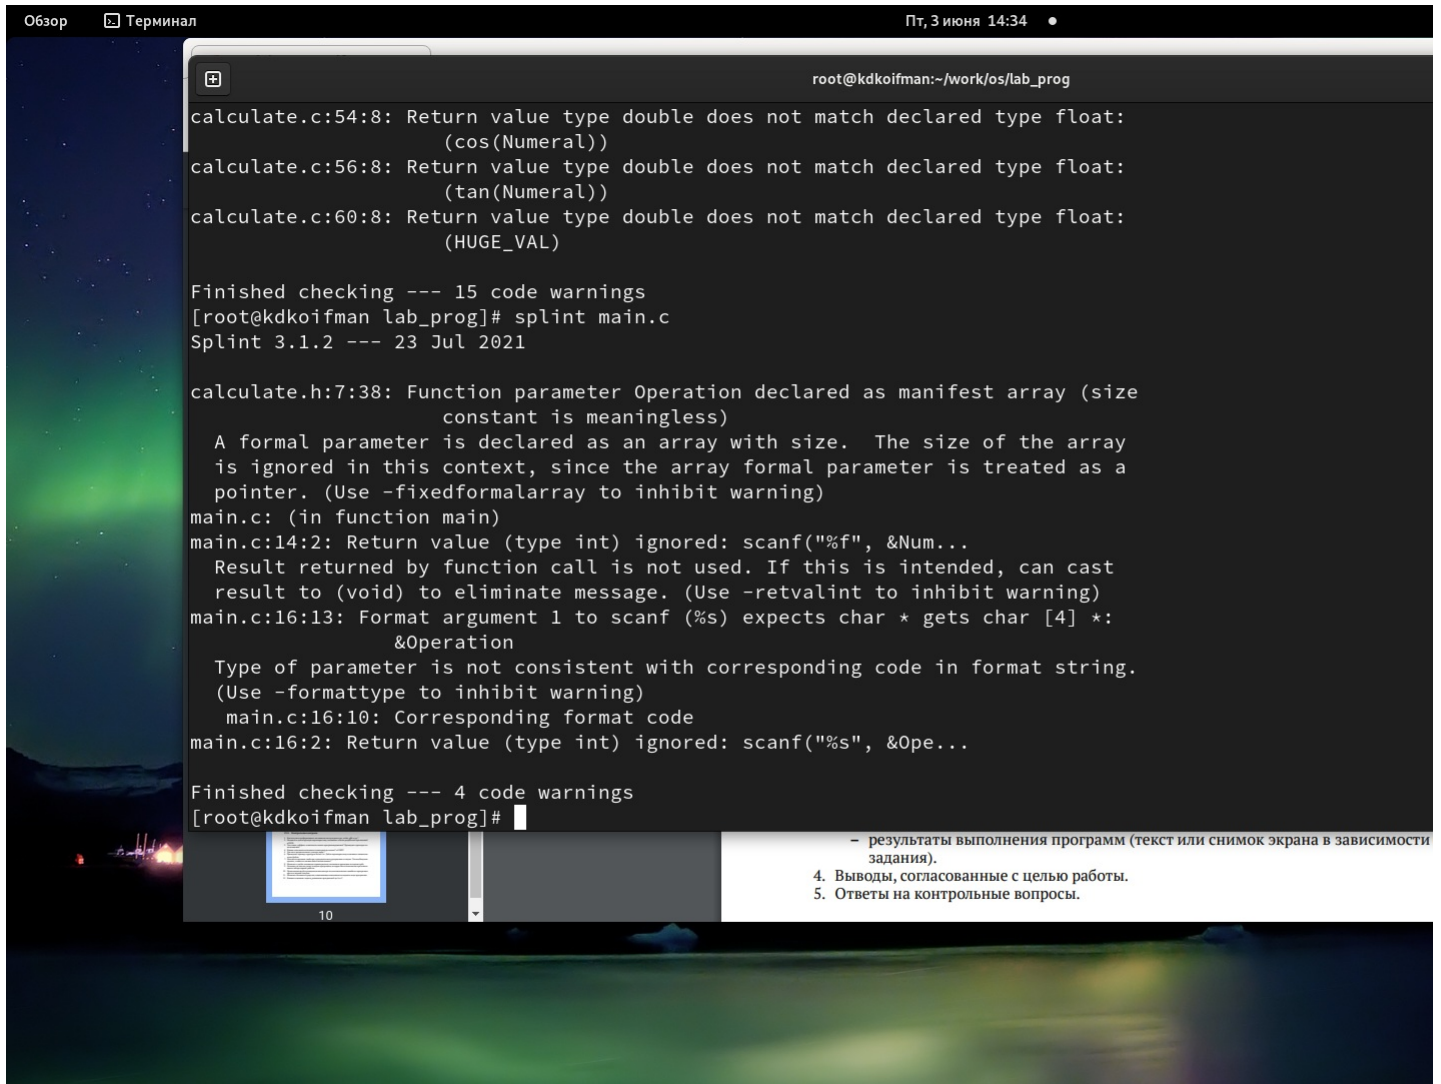 Обзор
Терминал
Пт, 3 июня 14:34
root@kdkoifman:~/work/os/lab_prog
calculate.c:54:8: Return value type double does not match declared type float:
(cos(Numeral))
calculate.c:56:8: Return value type double does not match declared type float:
(tan(Numeral))
calculate.c:60:8: Return value type double does not match declared type float:
(HUGE_VAL)
Finished checking --- 15 code warnings
[root@kdkoifman lab_prog]# splint main.c
Splint 3.1.2 --- 23 Jul 2021
calculate.h:7:38: Function parameter Operation declared as manifest array (size
constant is meaningless)
A formal parameter is declared as an array with size.  The size of the array
is ignored in this context, since the array formal parameter is treated as a
pointer. (Use -fixedformalarray to inhibit warning)
main.c: (in function main)
main.c:14:2: Return value (type int) ignored: scanf("%f", &Num...
Result returned by function call is not used. If this is intended, can cast
result to (void) to eliminate message. (Use -retvalint to inhibit warning)
main.c:16:13: Format argument 1 to scanf (%s) expects char * gets char [4] *:
&Operation
Type of parameter is not consistent with corresponding code in format string.
(Use -formattype to inhibit warning)
main.c:16:10: Corresponding format code
main.c:16:2: Return value (type int) ignored: scanf("%s", &Ope...
Finished checking --- 4 code warnings
[root@kdkoifman lab_prog]#
– результаты выполнения программ (текст или снимок экрана в зависимости
задания).
4. Выводы, согласованные с целью работы.
5. Ответы на контрольные вопросы.
10